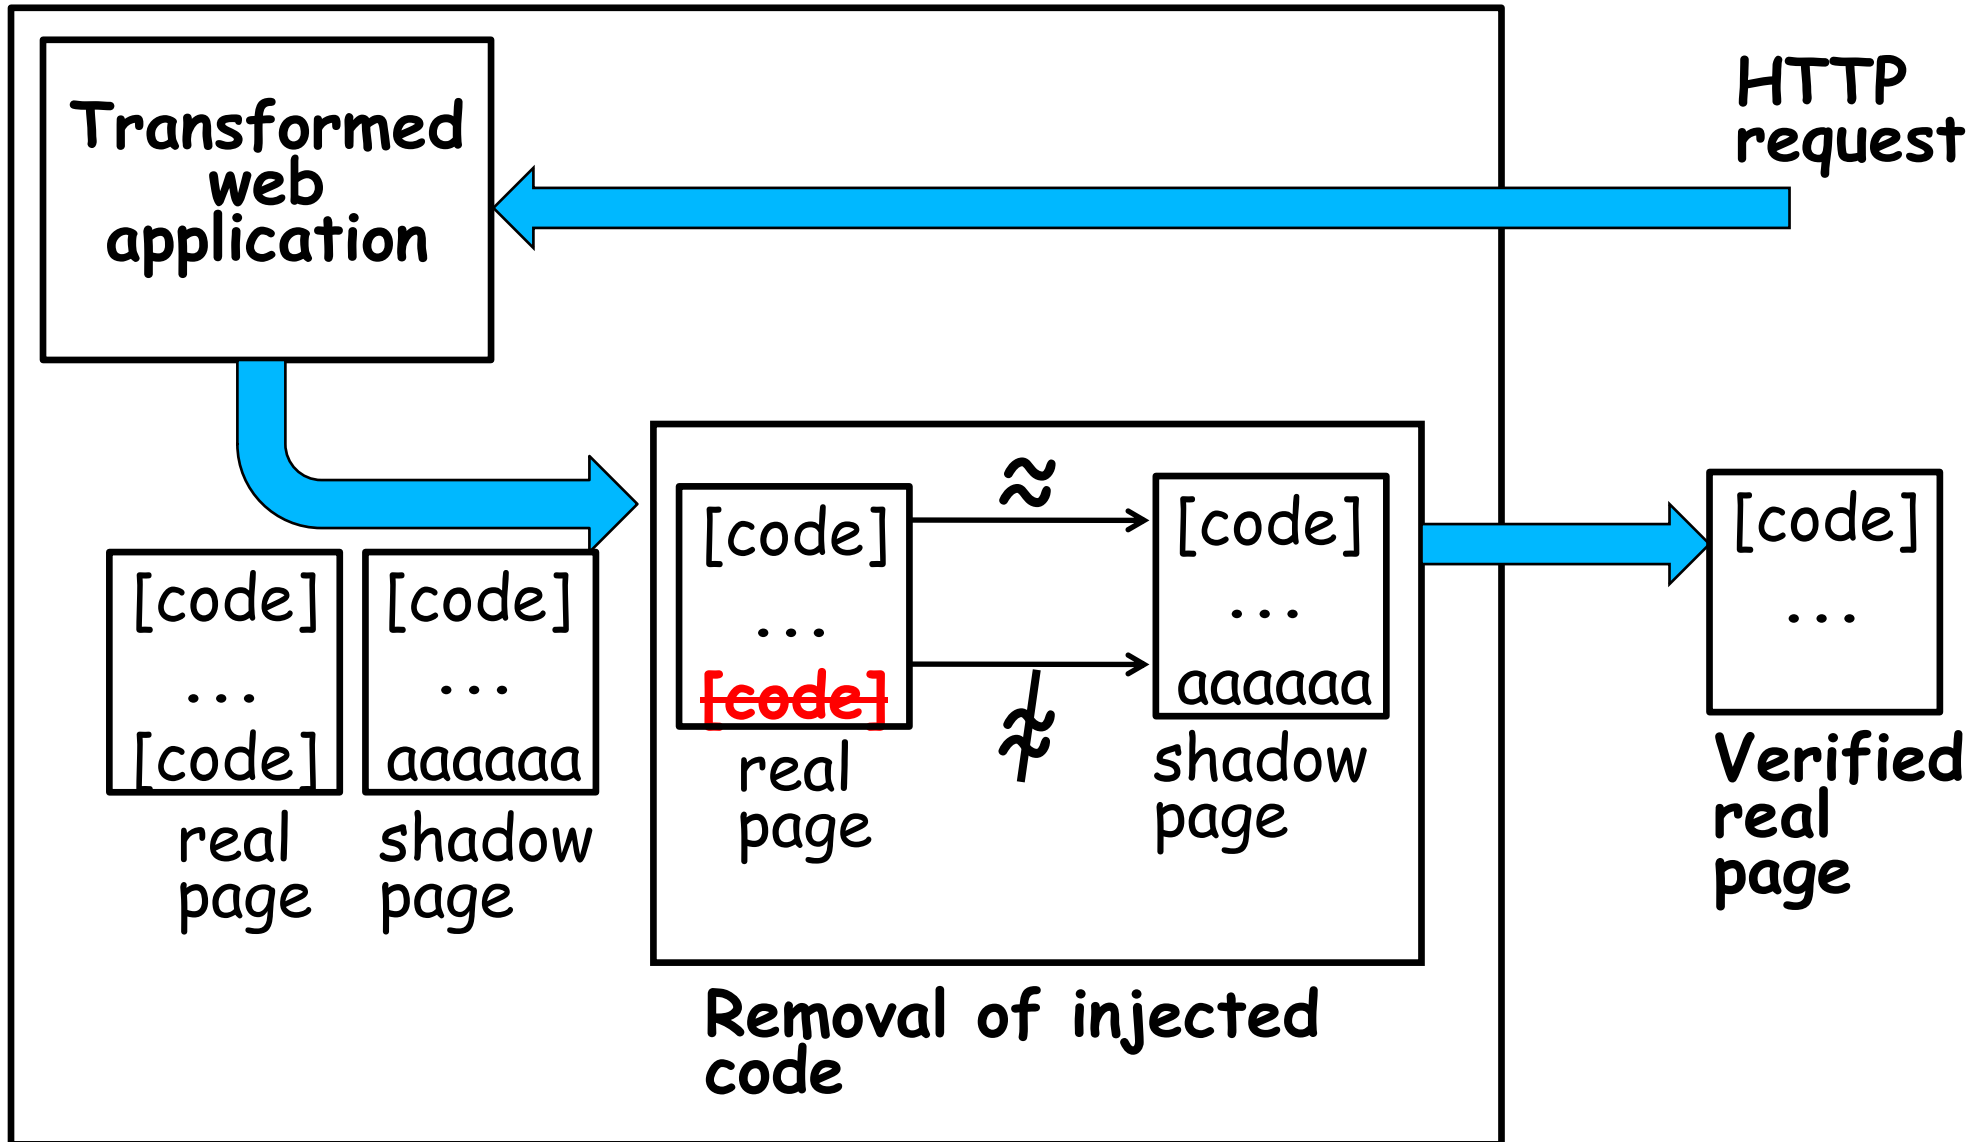 Transformed
web
application
HTTP
request
[code]
...
[code]
real
page
[code]
...
aaaaaa
shadow
page
[code]
...
[code]
real
page
≈
≉
[code]
...
aaaaaa
shadow
page
Removal of injected
code
[code]
...
Verified
real
page